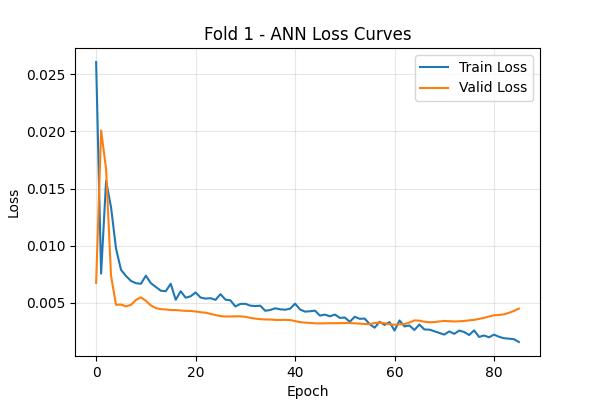 Fold 1 - ANN Loss Curves
Train Loss
Valid Loss
0.025
0.020
0.015
0.010
0.005
Loss
0 20 40 60 80
Epoch